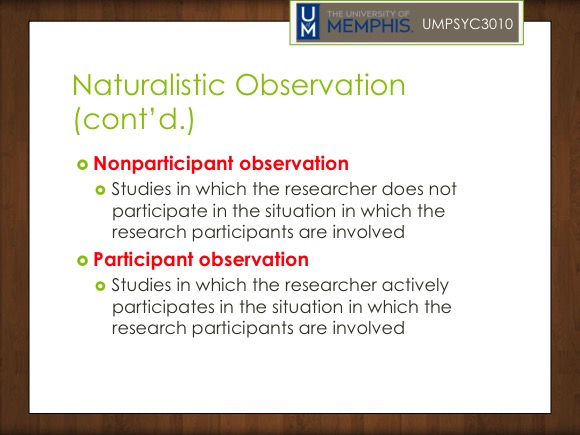 UM
THE UNIVERSITY OF
MEMPHIS.
UMPSYC3010
Naturalistic Observation
(cont’d.)
Nonparticipant observation
Studies in which the researcher does not
participate in the situation in which the
research participants are involved
Participant observation
Studies in which the researcher actively
participates in the situation in which the
research participants are involved